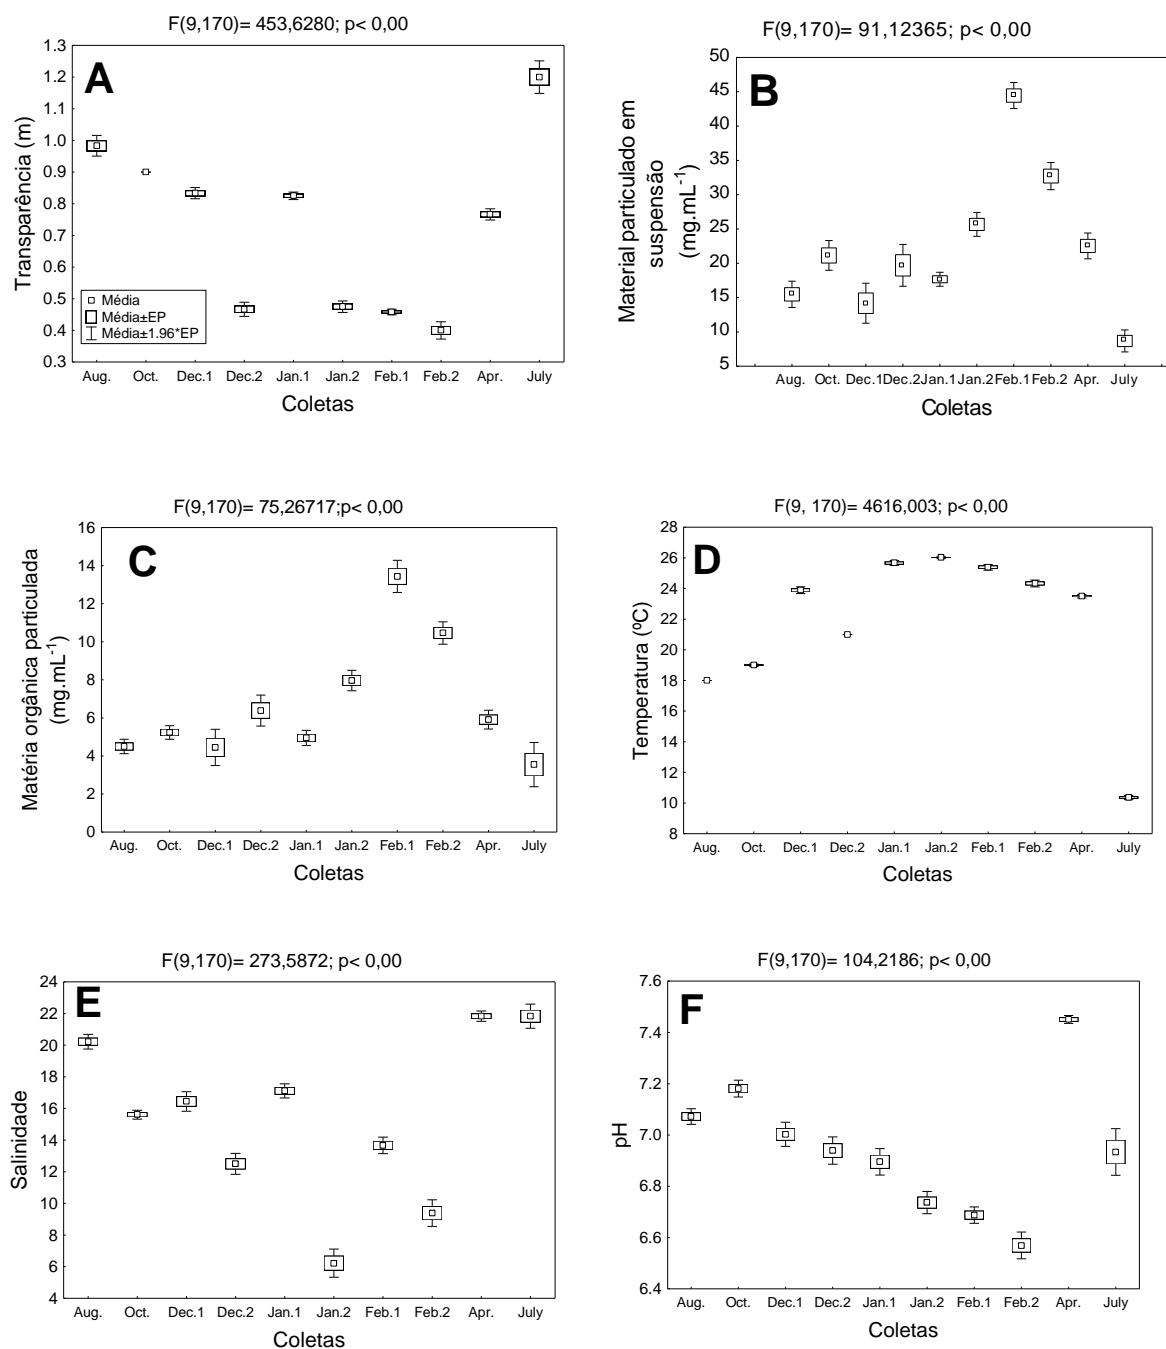 F(9,170)= 453,6280; p< 0,00
A
Transparência (m)
1.3
1.2
1.1
1.0
0.9
0.8
0.7
0.6
0.5
0.4
0.3
Média
Média±EP
Média±1.96*EP
Aug. Oct. Dec.1 Dec.2 Jan.1 Jan.2 Feb.1 Feb.2 Apr. July
Coletas
F(9,170)= 91,12365; p< 0,00
B
Material particulado em
suspensão
(mg.mL⁻¹)
50
45
40
35
30
25
20
15
10
5
Aug. Oct. Dec.1 Dec.2 Jan.1 Jan.2 Feb.1 Feb.2 Apr. July
Coletas
F(9,170)= 75,26717;p< 0,00
C
Matéria orgânica particulada
(mg.mL⁻¹)
16
14
12
10
8
6
4
2
0
Aug. Oct. Dec.1 Dec.2 Jan.1 Jan.2 Feb.1 Feb.2 Apr. July
Coletas
F(9, 170)= 4616,003; p< 0,00
D
Temperatura (ºC)
28
26
24
22
20
18
16
14
12
10
8
Aug. Oct. Dec.1 Dec.2 Jan.1 Jan.2 Feb.1 Feb.2 Apr. July
Coletas
F(9,170)= 273,5872; p< 0,00
E
Salinidade
24
22
20
18
16
14
12
10
8
6
4
Aug. Oct. Dec.1 Dec.2 Jan.1 Jan.2 Feb.1 Feb.2 Apr. July
Coletas
F(9,170)= 104,2186; p< 0,00
F
pH
7.6
7.4
7.2
7.0
6.8
6.6
6.4
Aug. Oct. Dec.1 Dec.2 Jan.1 Jan.2 Feb.1 Feb.2 Apr. July
Coletas